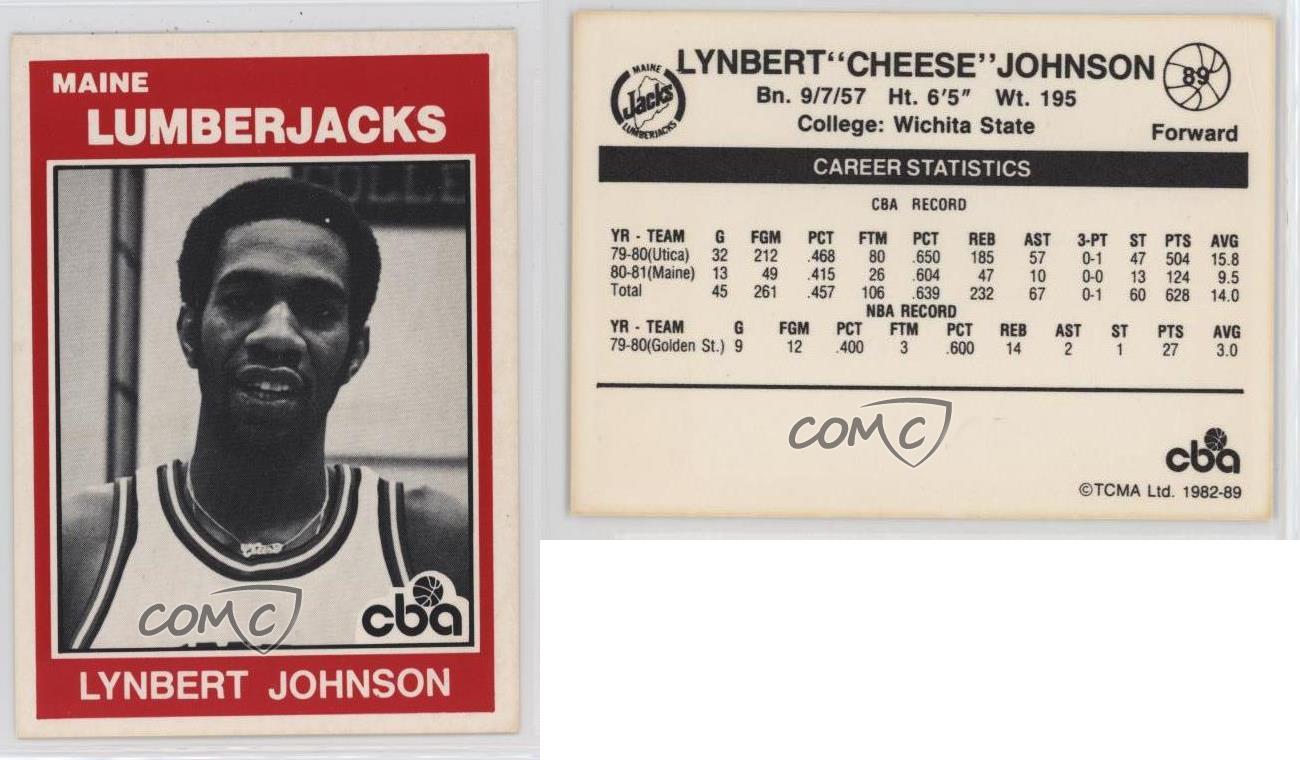 MAINE
LUMBERJACKS
COLLE
COMC
cba
LYNBERT JOHNSON
MAINE
Jacks
LUMBERJACKS
LYNBERT "CHEESE" JOHNSON
89
Bn. 9/7/57 Ht. 6'5" Wt. 195
College: Wichita State
Forward
CAREER STATISTICS
CBA RECORD
YR - TEAM G FGM PCT FTM PCT REB AST 3-PT ST PTS AVG
79-80(Utica) 32 212 .468 80 .650 185 57 0-1 47 504 15.8
80-81(Maine) 13 49 .415 26 .604 47 10 0-0 13 124 9.5
Total 45 261 .457 106 .639 232 67 0-1 60 628 14.0
NBA RECORD
YR - TEAM G FGM PCT FTM PCT REB AST ST PTS AVG
79-80(Golden St.) 9 12 .400 3 .600 14 2 1 27 3.0
COMC
cba
©TCMA Ltd. 1982-89